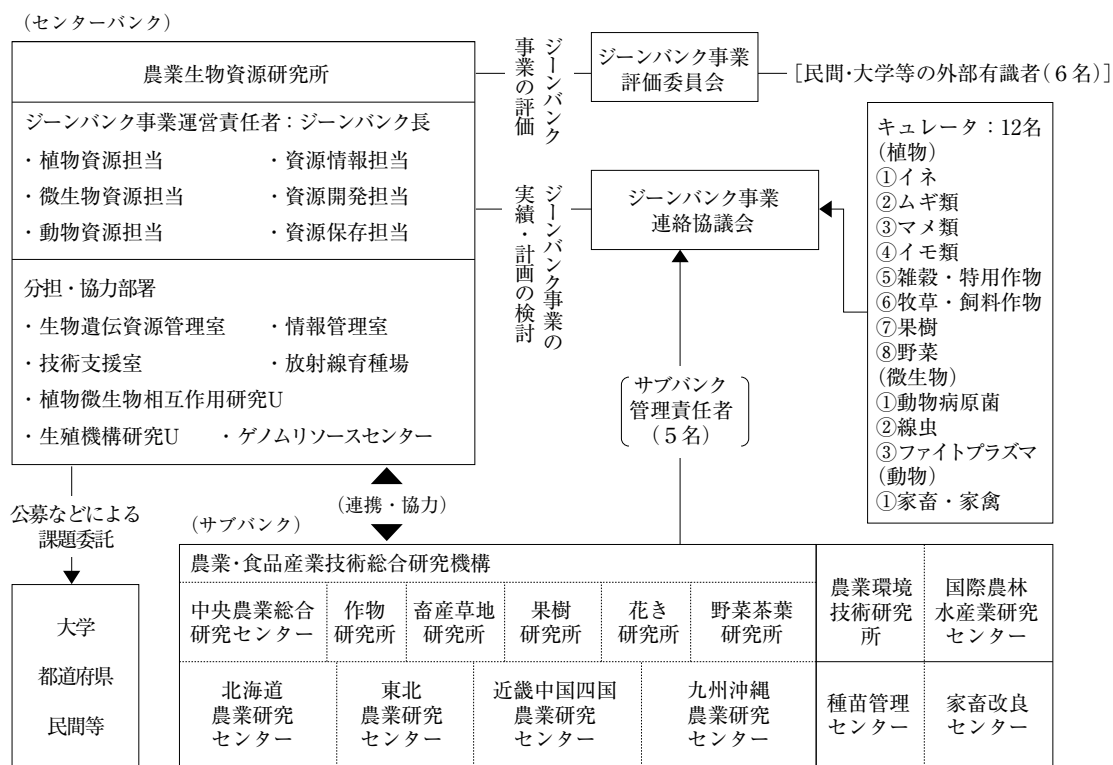 （センターバンク）
農業生物資源研究所
ジーンバンク事業運営責任者：ジーンバンク長
・植物資源担当　・資源情報担当
・微生物資源担当　・資源開発担当
・動物資源担当　・資源保存担当
分担・協力部署
・生物遺伝資源管理室　・情報管理室
・技術支援室　・放射線育種場
・植物微生物相互作用研究U
・生殖機構研究U　・ゲノムリソースセンター
ジーンバンク
事業の評価
ジーンバンク事業
評価委員会
［民間・大学等の外部有識者（６名）］
ジーンバンク事業の
実績・計画の検討
ジーンバンク事業
連絡協議会
キュレータ：12名
(植物)
①イネ
②ムギ類
③マメ類
④イモ類
⑤雑穀・特用作物
⑥牧草・飼料作物
⑦果樹
⑧野菜
(微生物)
①動物病原菌
②線虫
③ファイトプラズマ
(動物)
①家畜・家禽
サブバンク
管理責任者
（５名）
公募などによる
課題委託
（連携・協力）
大学
都道府県
民間等
（サブバンク）
農業・食品産業技術総合研究機構
中央農業総合
研究センター
作物
研究所
畜産草地
研究所
果樹
研究所
花き
研究所
野菜茶葉
研究所
農業環境
技術研究
所
国際農林
水産業研究
センター
北海道
農業研究
センター
東北
農業研究
センター
近畿中国四国
農業研究
センター
九州沖縄
農業研究
センター
種苗管理
センター
家畜改良
センター